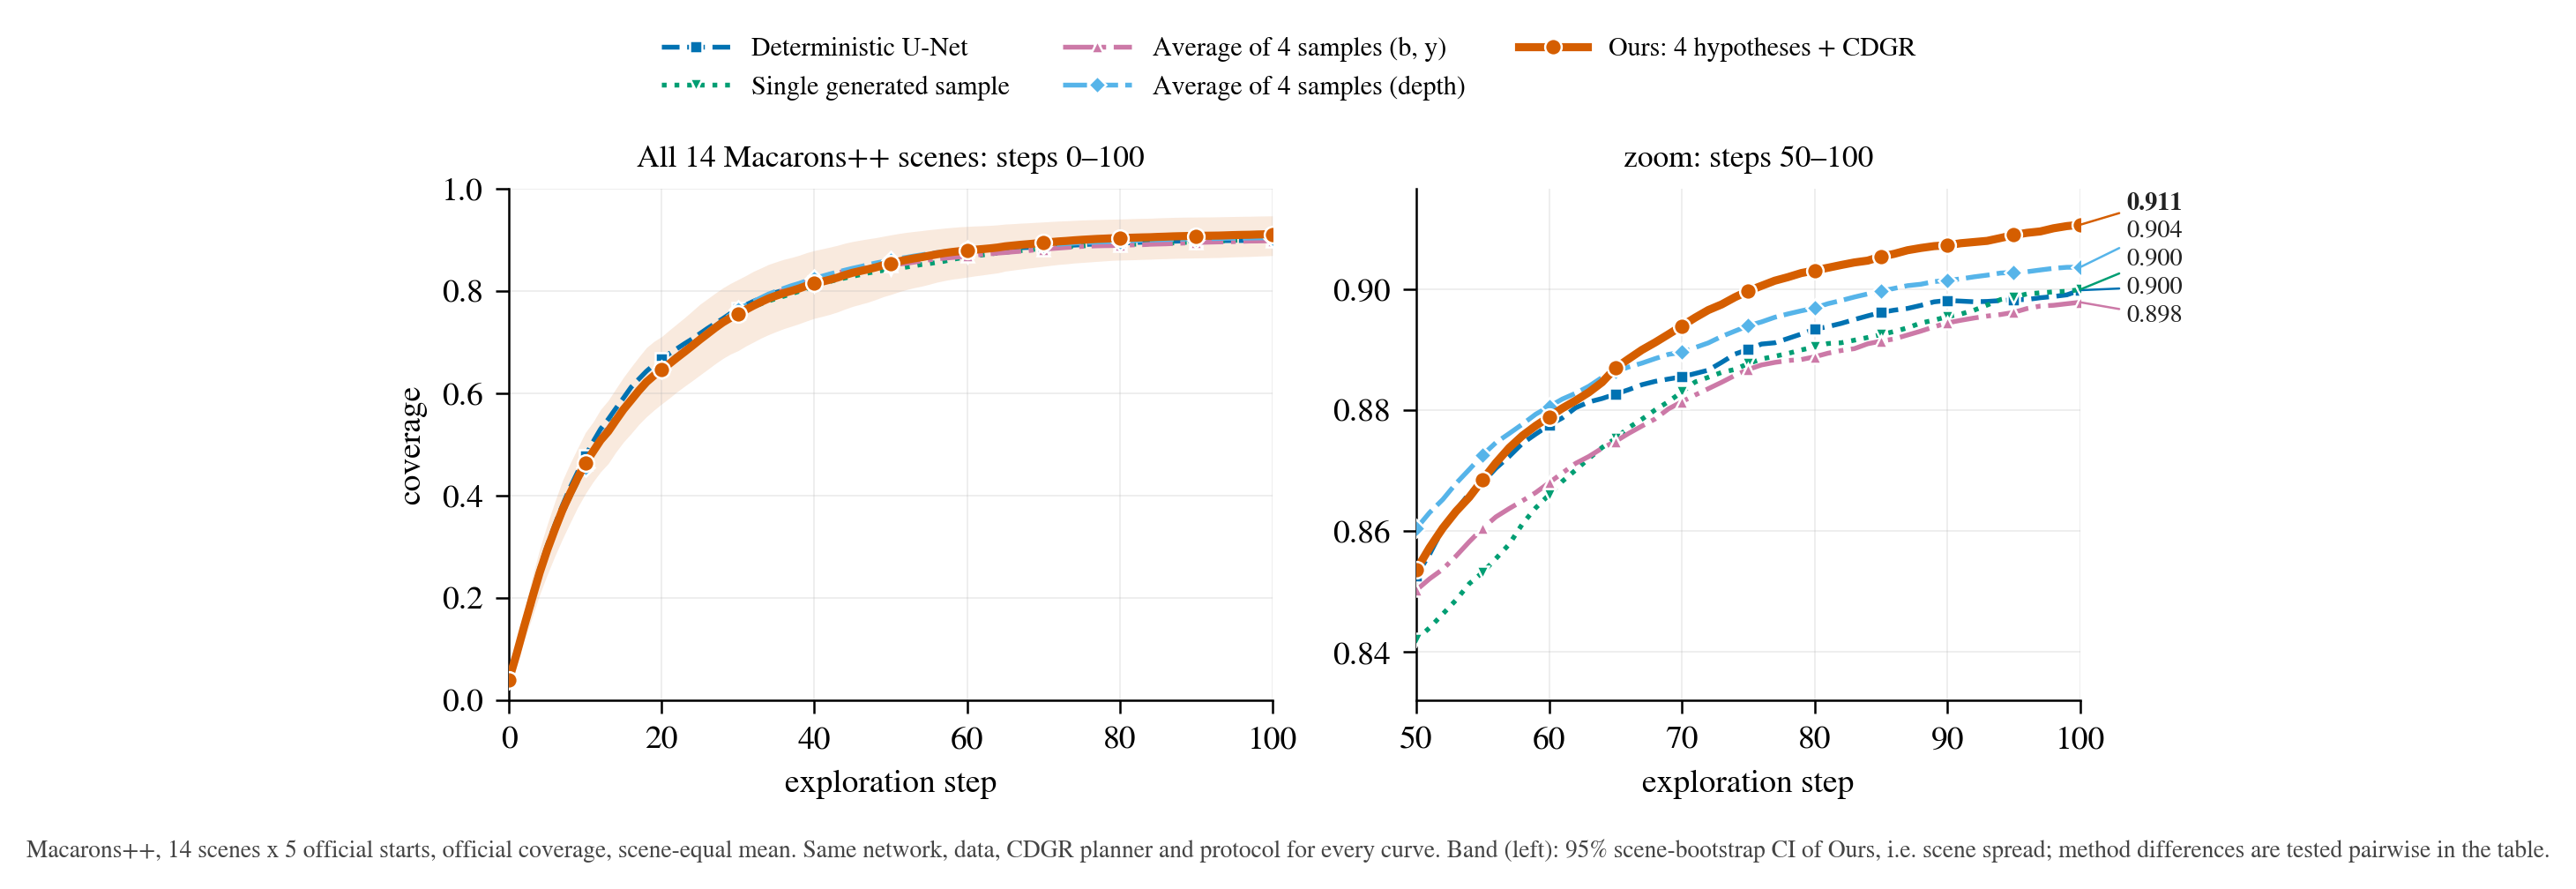 Deterministic U-Net
Single generated sample
Average of 4 samples (b, y)
Average of 4 samples (depth)
Ours: 4 hypotheses + CDGR
All 14 Macarons++ scenes: steps 0–100
coverage
1.0
0.8
0.6
0.4
0.2
0.0
0 20 40 60 80 100
exploration step
zoom: steps 50–100
0.90
0.88
0.86
0.84
50 60 70 80 90 100
exploration step
0.911
0.904
0.900
0.900
0.898
Macarons++, 14 scenes x 5 official starts, official coverage, scene-equal mean. Same network, data, CDGR planner and protocol for every curve. Band (left): 95% scene-bootstrap CI of Ours, i.e. scene spread; method differences are tested pairwise in the table.